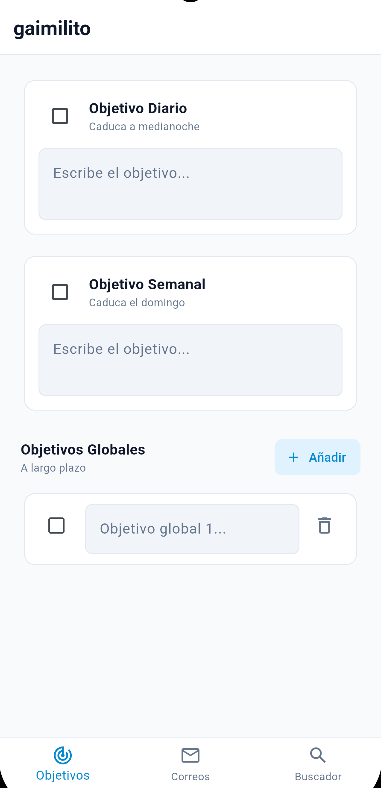 gaimilito
Objetivo Diario
Caduca a medianoche
Escribe el objetivo...
Objetivo Semanal
Caduca el domingo
Escribe el objetivo...
Objetivos Globales
A largo plazo
+ Añadir
Objetivo global 1...
Objetivos
Correos
Buscador